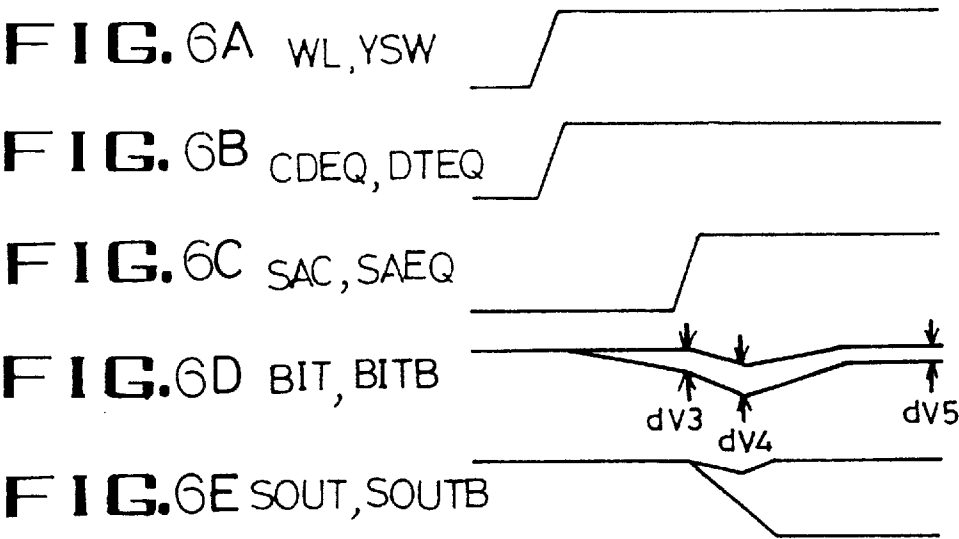 FIG. 6A WL, YSW
FIG. 6B CDEQ, DTEQ
FIG. 6C SAC, SAEQ
FIG. 6D BIT, BITB
dV3 dV4 dV5
FIG. 6E SOUT, SOUTB